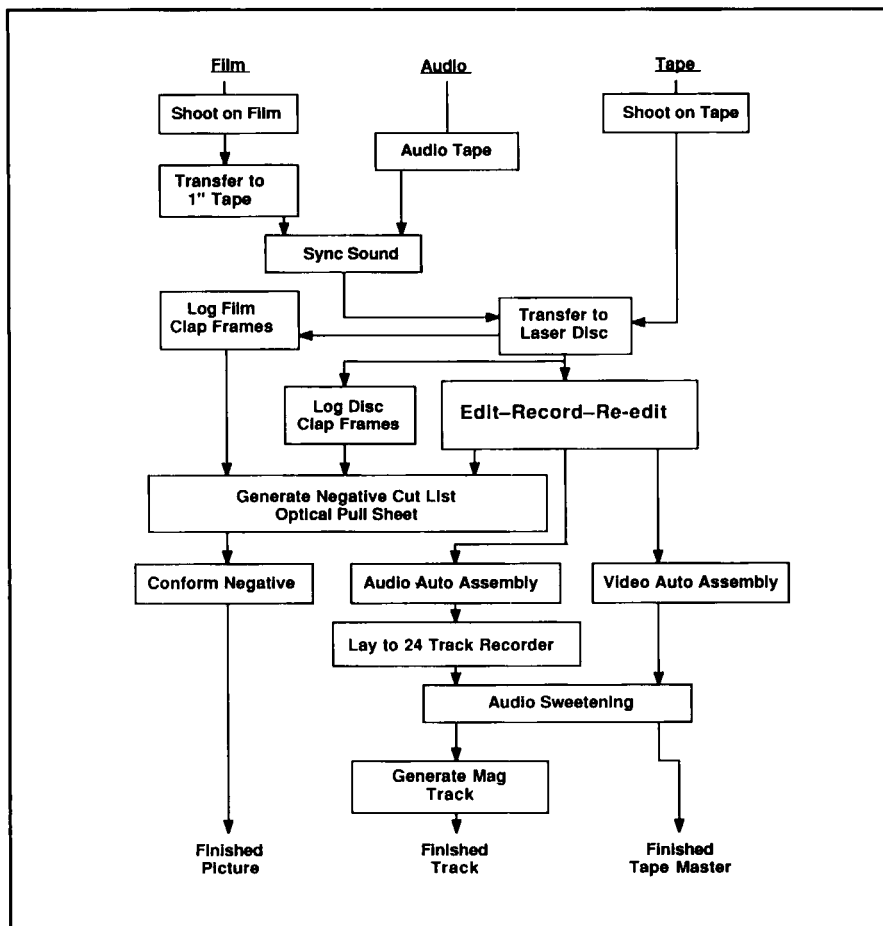 Film
Audio
Tape
Shoot on Film
Shoot on Tape
Audio Tape
Transfer to
1" Tape
Sync Sound
Log Film
Clap Frames
Transfer to
Laser Disc
Log Disc
Clap Frames
Edit–Record–Re-edit
Generate Negative Cut List
Optical Pull Sheet
Conform Negative
Audio Auto Assembly
Video Auto Assembly
Lay to 24 Track Recorder
Audio Sweetening
Generate Mag
Track
Finished
Picture
Finished
Track
Finished
Tape Master